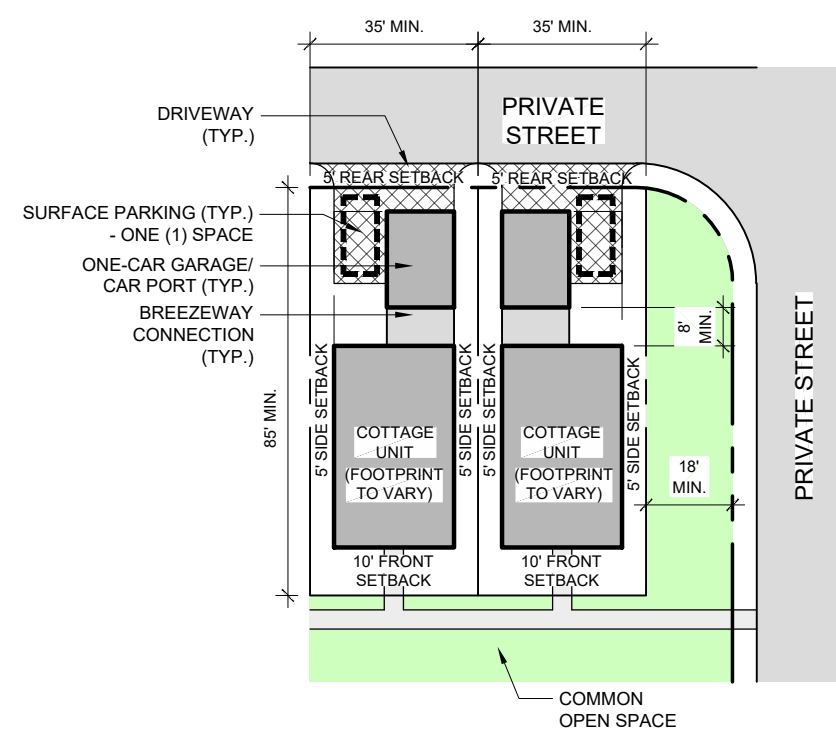 35' MIN.
35' MIN.
DRIVEWAY
(TYP.)
PRIVATE
STREET
5' REAR SETBACK
5' REAR SETBACK
SURFACE PARKING (TYP.)
- ONE (1) SPACE
ONE-CAR GARAGE/
CAR PORT (TYP.)
BREEZEWAY
CONNECTION
(TYP.)
8'
MIN.
PRIVATE STREET
85' MIN.
5' SIDE SETBACK
COTTAGE
UNIT
(FOOTPRINT
TO VARY)
5' SIDE SETBACK
5' SIDE SETBACK
COTTAGE
UNIT
(FOOTPRINT
TO VARY)
5' SIDE SETBACK
18'
MIN.
10' FRONT
SETBACK
10' FRONT
SETBACK
COMMON
OPEN SPACE